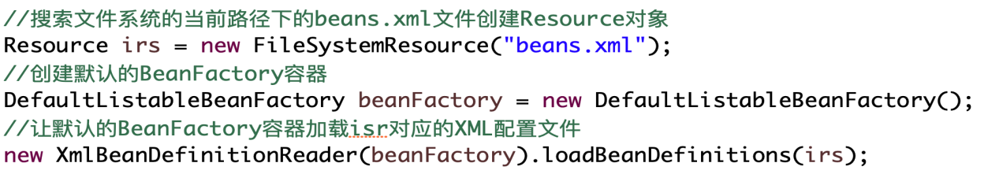 //搜索文件系统的当前路径下的beans.xml文件创建Resource对象
Resource irs = new FileSystemResource("beans.xml");
//创建默认的BeanFactory容器
DefaultListableBeanFactory beanFactory = new DefaultListableBeanFactory();
//让默认的BeanFactory容器加载isr对应的XML配置文件
new XmlBeanDefinitionReader(beanFactory).loadBeanDefinitions(irs);